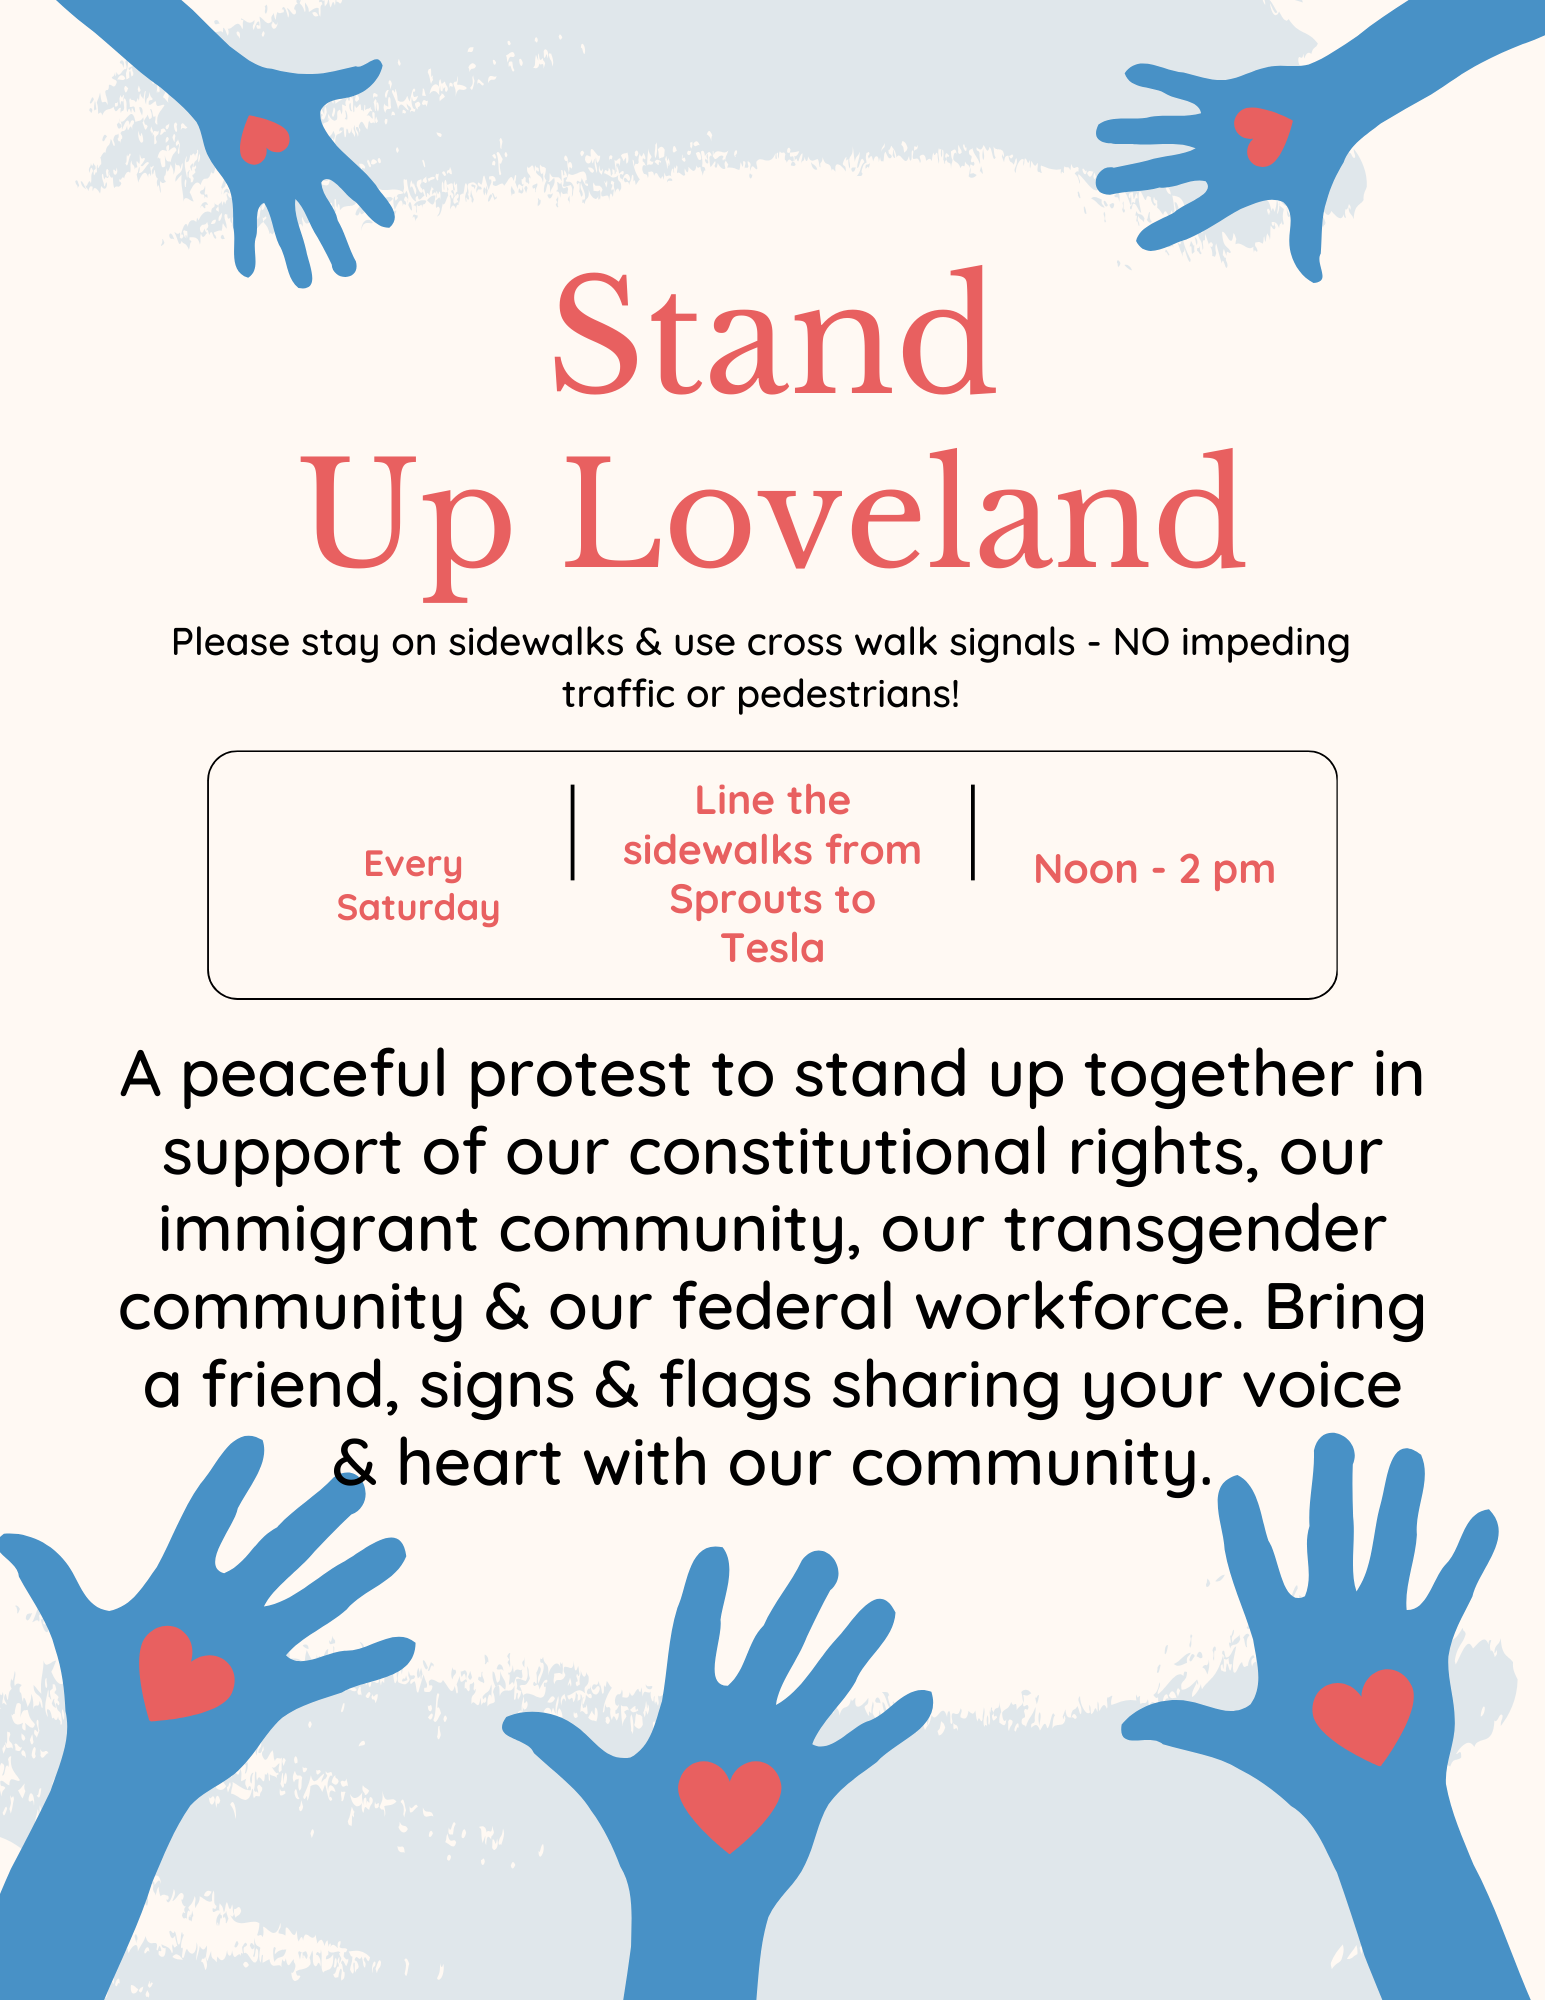 Stand
Up Loveland
Please stay on sidewalks & use cross walk signals - NO impeding
traffic or pedestrians!
Every
Saturday
Line the
sidewalks from
Sprouts to
Tesla
Noon - 2 pm
A peaceful protest to stand up together in
support of our constitutional rights, our
immigrant community, our transgender
community & our federal workforce. Bring
a friend, signs & flags sharing your voice
& heart with our community.